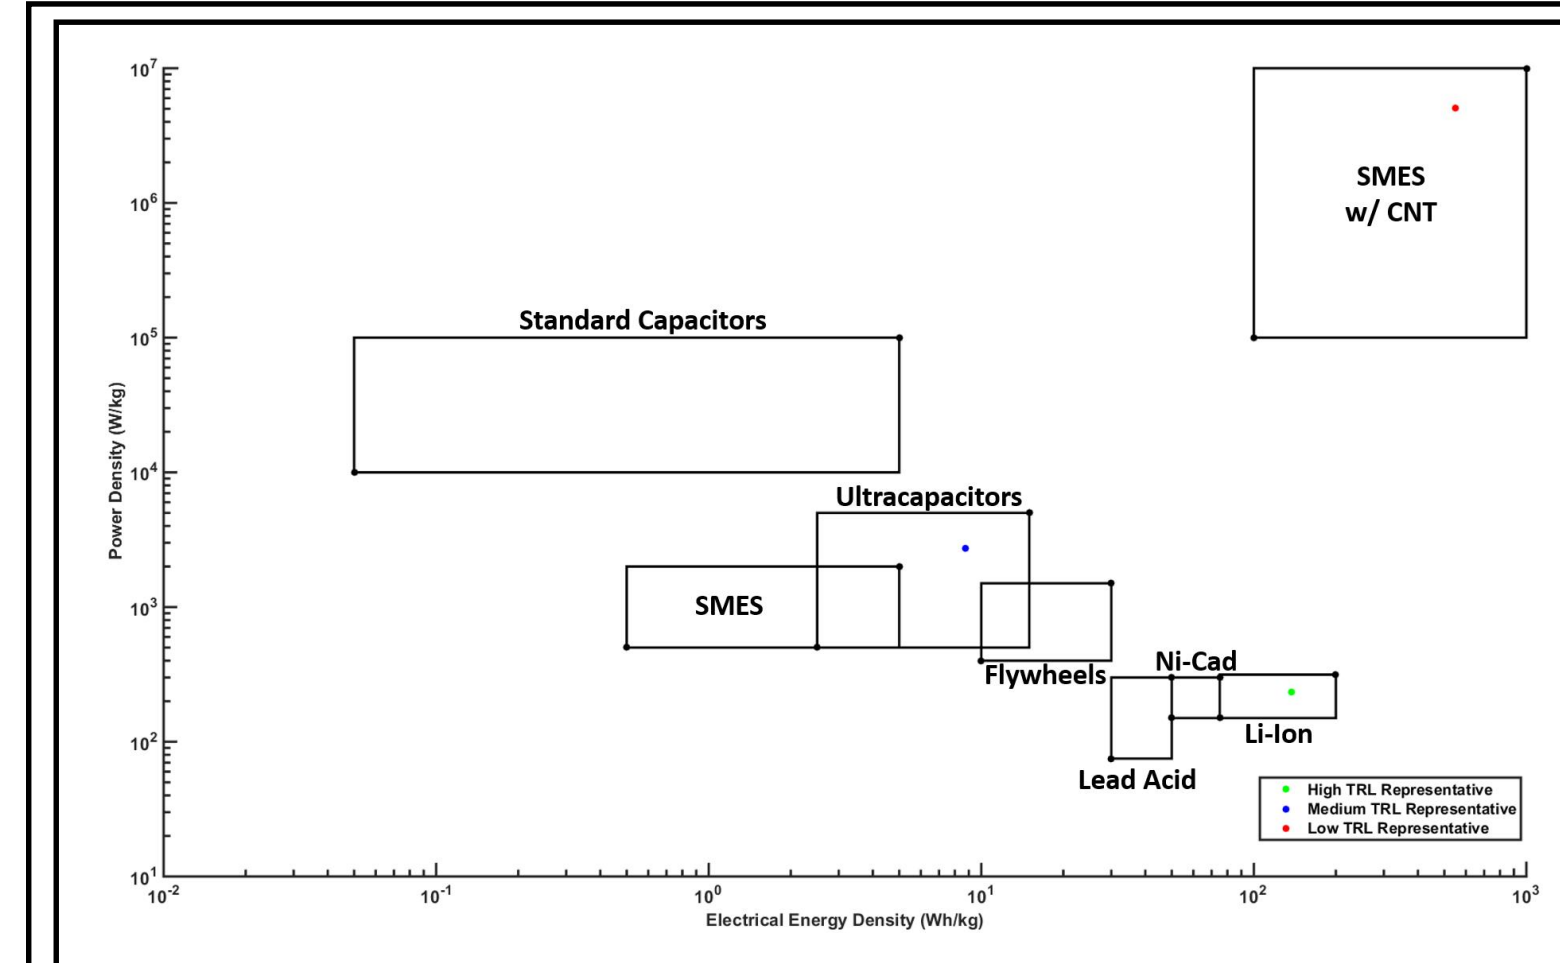 10^7
10^6
10^5
10^4
10^3
10^2
10^1
Power Density (W/kg)
SMES
w/ CNT
Standard Capacitors
Ultracapacitors
SMES
Flywheels
Ni-Cad
Li-Ion
Lead Acid
High TRL Representative
Medium TRL Representative
Low TRL Representative
10^-2 10^-1 10^0 10^1 10^2 10^3
Electrical Energy Density (Wh/kg)